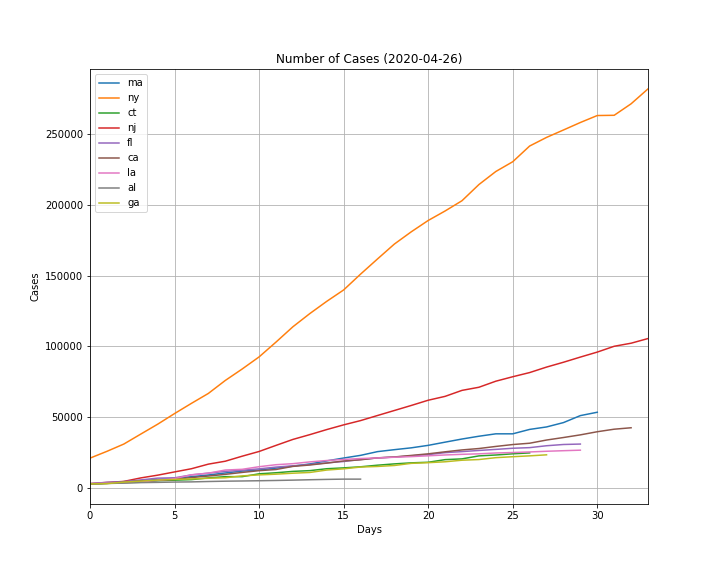 Number of Cases (2020-04-26)
ma
ny
ct
nj
fl
ca
la
al
ga
Cases
250000
200000
150000
100000
50000
0
0 5 10 15 20 25 30
Days